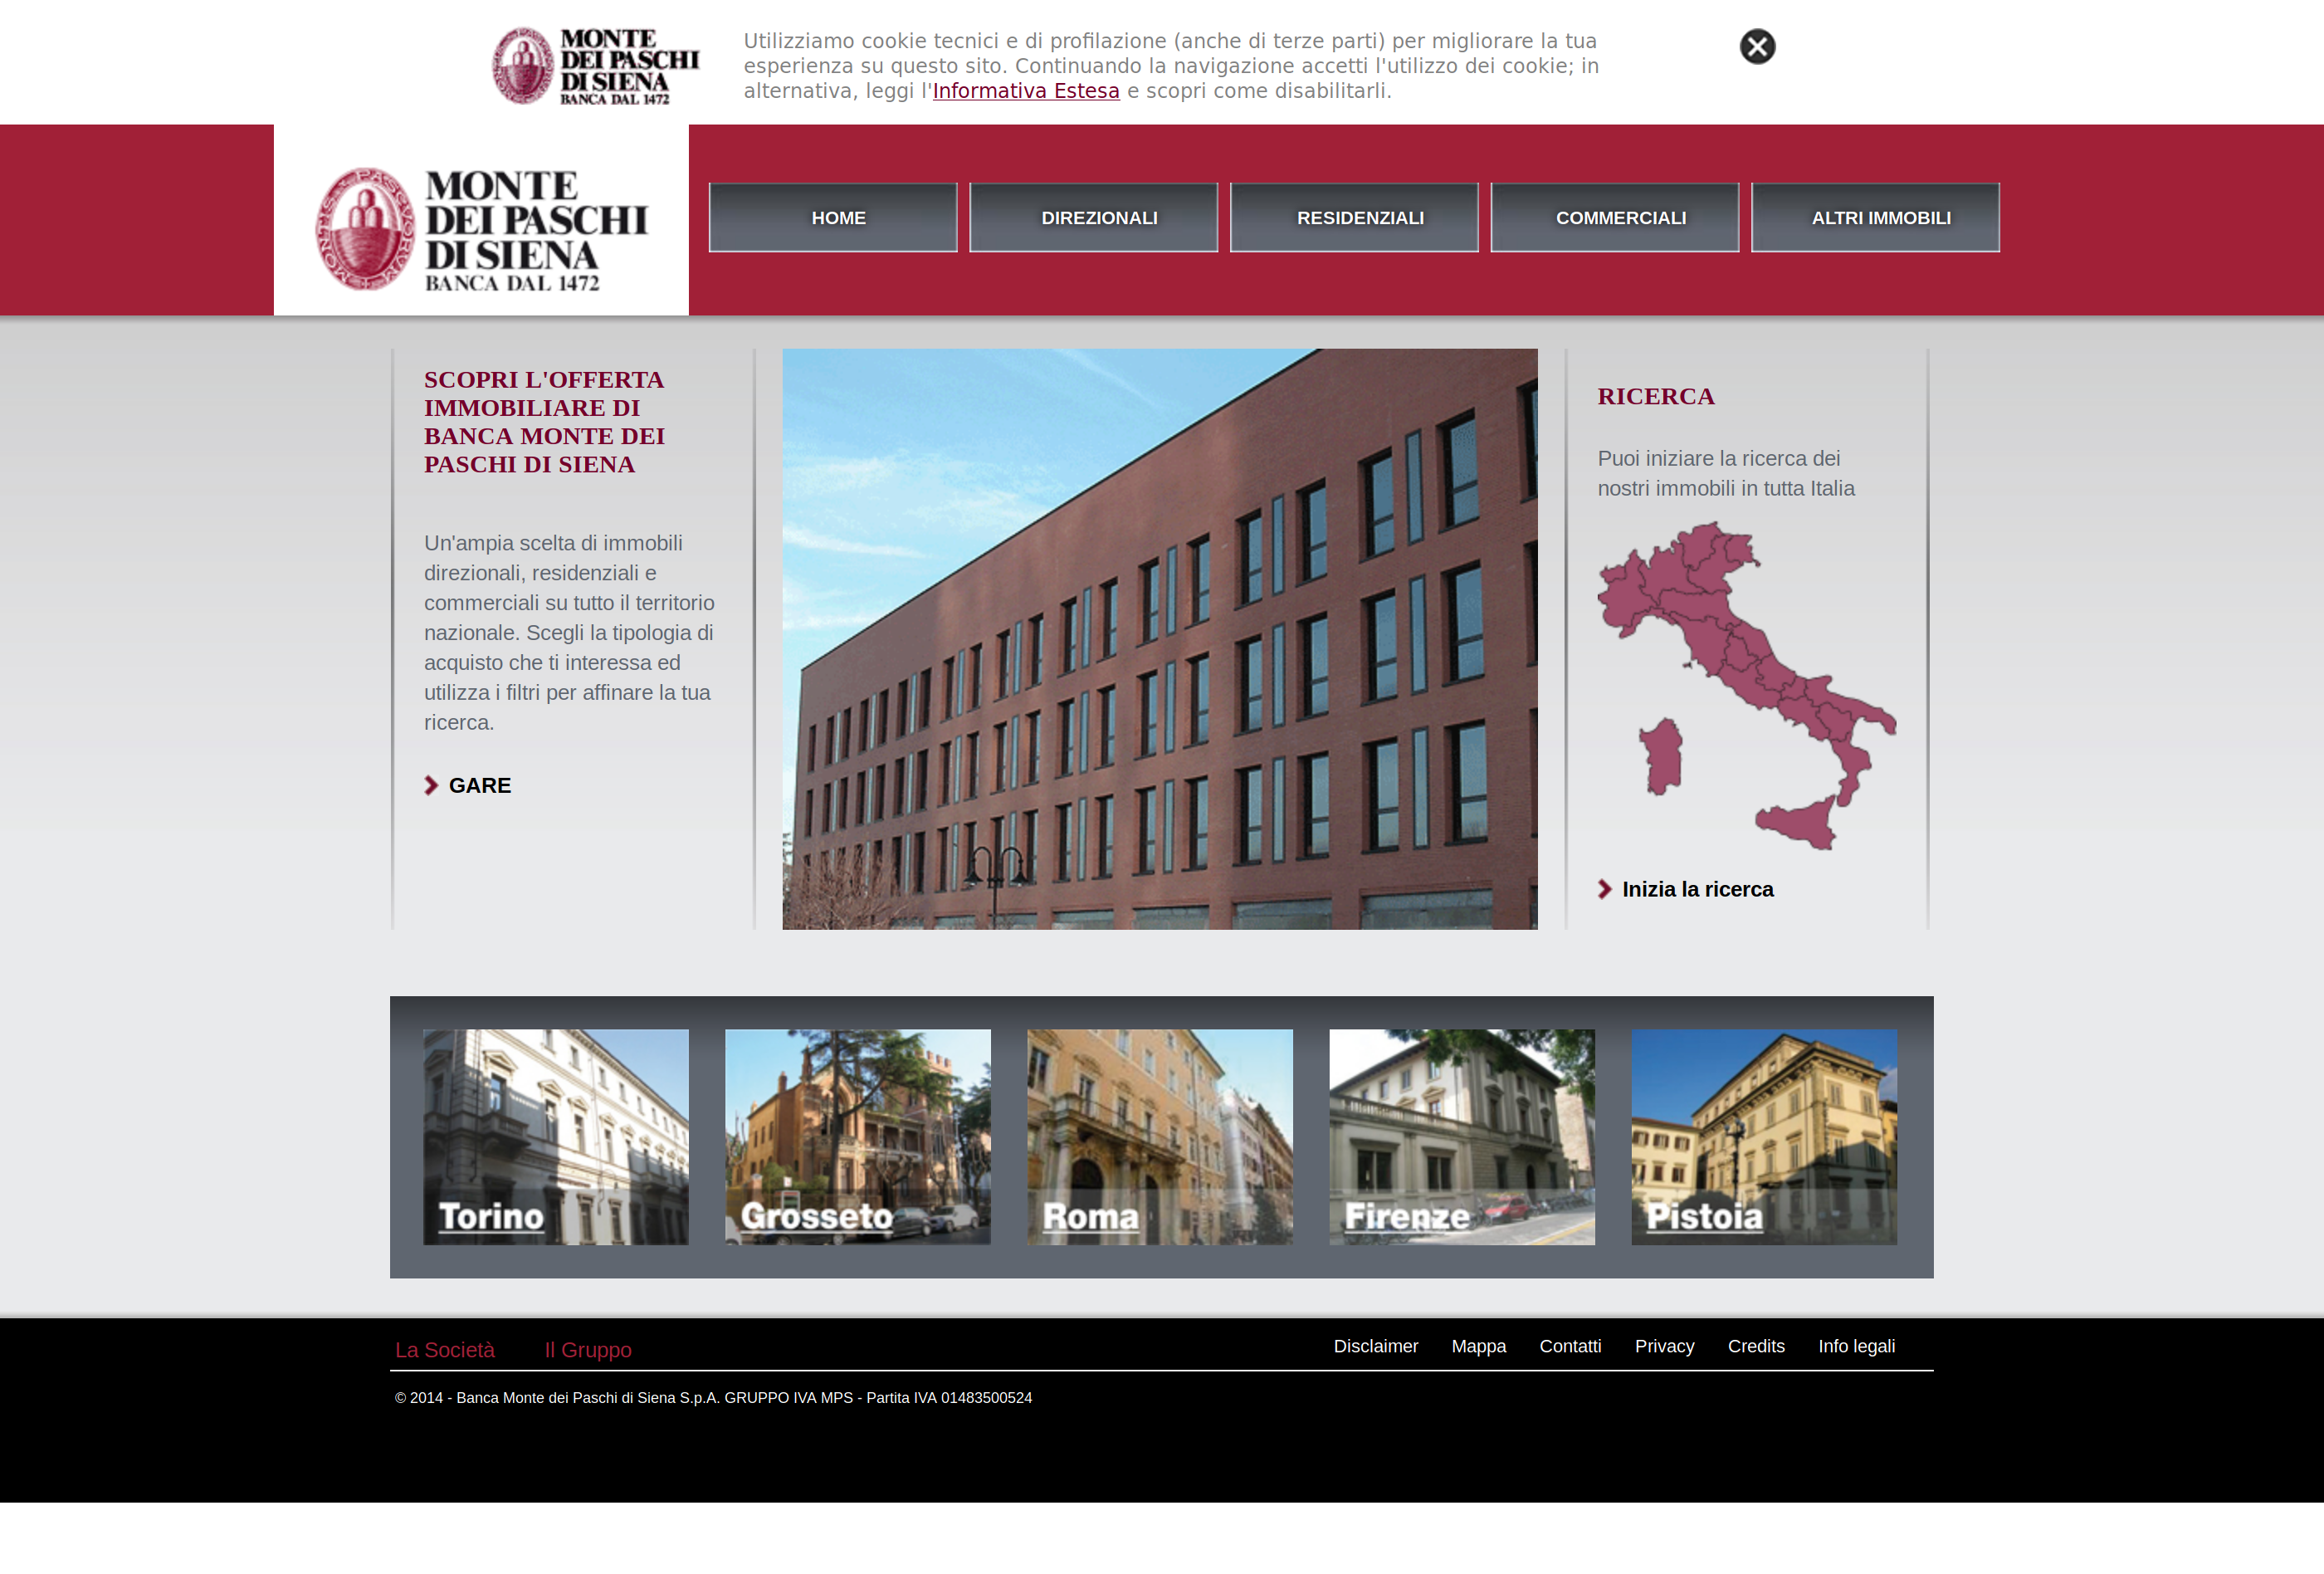 MONTE
DEI PASCHI
DI SIENA
BANCA DAL 1472
Utilizziamo cookie tecnici e di profilazione (anche di terze parti) per migliorare la tua
esperienza su questo sito. Continuando la navigazione accetti l'utilizzo dei cookie; in
alternativa, leggi l'Informativa Estesa e scopri come disabilitarli.
MONTE
DEI PASCHI
DI SIENA
BANCA DAL 1472
HOME
DIREZIONALI
RESIDENZIALI
COMMERCIALI
ALTRI IMMOBILI
SCOPRI L'OFFERTA
IMMOBILIARE DI
BANCA MONTE DEI
PASCHI DI SIENA
Un'ampia scelta di immobili
direzionali, residenziali e
commerciali su tutto il territorio
nazionale. Scegli la tipologia di
acquisto che ti interessa ed
utilizza i filtri per affinare la tua
ricerca.
GARE
RICERCA
Puoi iniziare la ricerca dei
nostri immobili in tutta Italia
Inizia la ricerca
Torino
Grosseto
Roma
Firenze
Pistoia
La Società
Il Gruppo
Disclaimer
Mappa
Contatti
Privacy
Credits
Info legali
© 2014 - Banca Monte dei Paschi di Siena S.p.A. GRUPPO IVA MPS - Partita IVA 01483500524